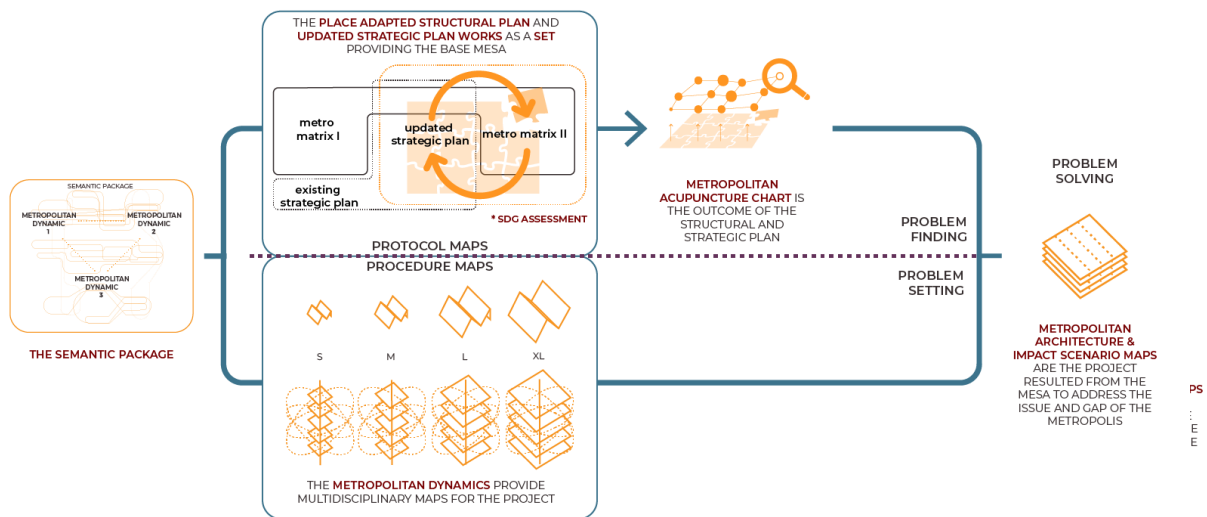 THE PLACE ADAPTED STRUCTURAL PLAN AND
UPDATED STRATEGIC PLAN WORKS AS A SET
PROVIDING THE BASE MESA
metro
matrix I
updated
strategic plan
metro matrix II
existing
strategic plan
* SDG ASSESSMENT
PROTOCOL MAPS
SEMANTIC PACKAGE
METROPOLITAN
DYNAMIC
1
METROPOLITAN
DYNAMIC
2
METROPOLITAN
DYNAMIC
3
THE SEMANTIC PACKAGE
PROCEDURE MAPS
S
M
L
XL
THE METROPOLITAN DYNAMICS PROVIDE
MULTIDISCIPLINARY MAPS FOR THE PROJECT
METROPOLITAN
ACUPUNCTURE CHART IS
THE OUTCOME OF THE
STRUCTURAL AND
STRATEGIC PLAN
PROBLEM
FINDING
PROBLEM
SETTING
PROBLEM
SOLVING
METROPOLITAN
ARCHITECTURE &
IMPACT SCENARIO MAPS
ARE THE PROJECT
RESULTED FROM THE
MESA TO ADDRESS THE
ISSUE AND GAP OF THE
METROPOLIS
PS
E
E